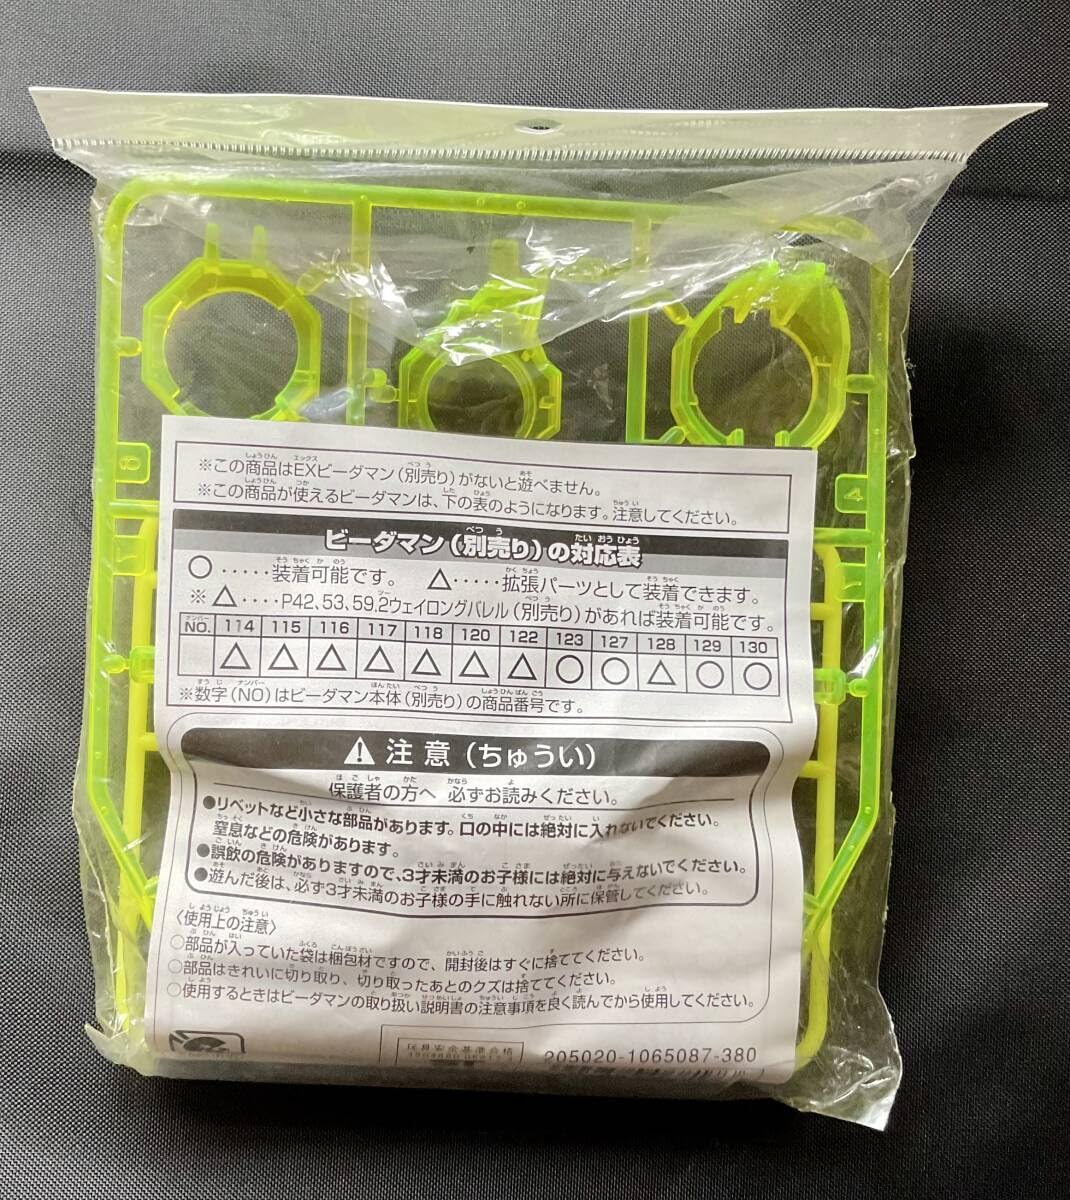 ※この商品はEXビーダマン(別売り)がないと遊べません。
※この商品が使えるビーダマンは、下の表のようになります。注意してください。
ビーダマン(別売り)の対応表
○・・・・・装着可能です。 △・・・・・拡張パーツとして装着できます。
※△・・・・P42、53、59、2ウェイロングバレル(別売り)があれば装着可能です。
NO. 114 115 116 117 118 120 122 123 127 128 129 130
△ △ △ △ △ △ △ ○ ○ △ ○ ○
※数字(NO)はビーダマン本体(別売り)の商品番号です。
⚠注意(ちゅうい)
保護者の方へ 必ずお読みください。
●リベットなど小さな部品があります。口の中には絶対に入れないでください。
窒息などの危険があります。
●誤飲の危険がありますので、3才未満のお子様には絶対に与えないでください。
●遊んだ後は、必ず3才未満のお子様の手に触れない所に保管してください。
〈使用上の注意〉
○部品が入っていた袋は梱包材ですので、開封後はすぐに捨ててください。
○部品はきれいに切り取り、切り取ったあとのクズは捨ててください。
○使用するときはビーダマンの取り扱い説明書の注意事項を良く読んでから使用してください。
玩具安全基準合格
205020-1065087-380
6
4